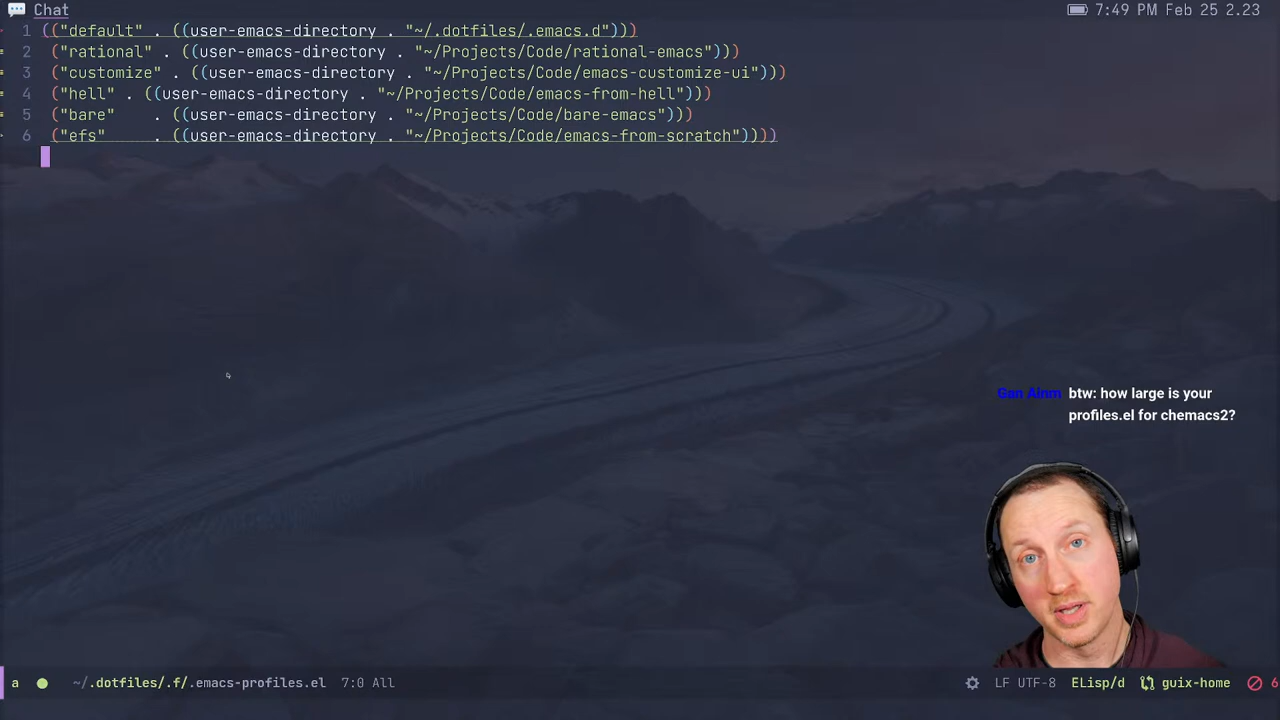 Chat
7:49 PM Feb 25 2.23
1 (("default" . ((user-emacs-directory . "~/.dotfiles/.emacs.d")))
2 ("rational" . ((user-emacs-directory . "~/Projects/Code/rational-emacs")))
3 ("customize" . ((user-emacs-directory . "~/Projects/Code/emacs-customize-ui")))
4 ("hell" . ((user-emacs-directory . "~/Projects/Code/emacs-from-hell")))
5 ("bare" . ((user-emacs-directory . "~/Projects/Code/bare-emacs")))
6 ("efs" . ((user-emacs-directory . "~/Projects/Code/emacs-from-scratch"))))
Gan Ainm btw: how large is your
profiles.el for chemacs2?
a ~/.dotfiles/.f/.emacs-profiles.el 7:0 All LF UTF-8 ELisp/d guix-home 6